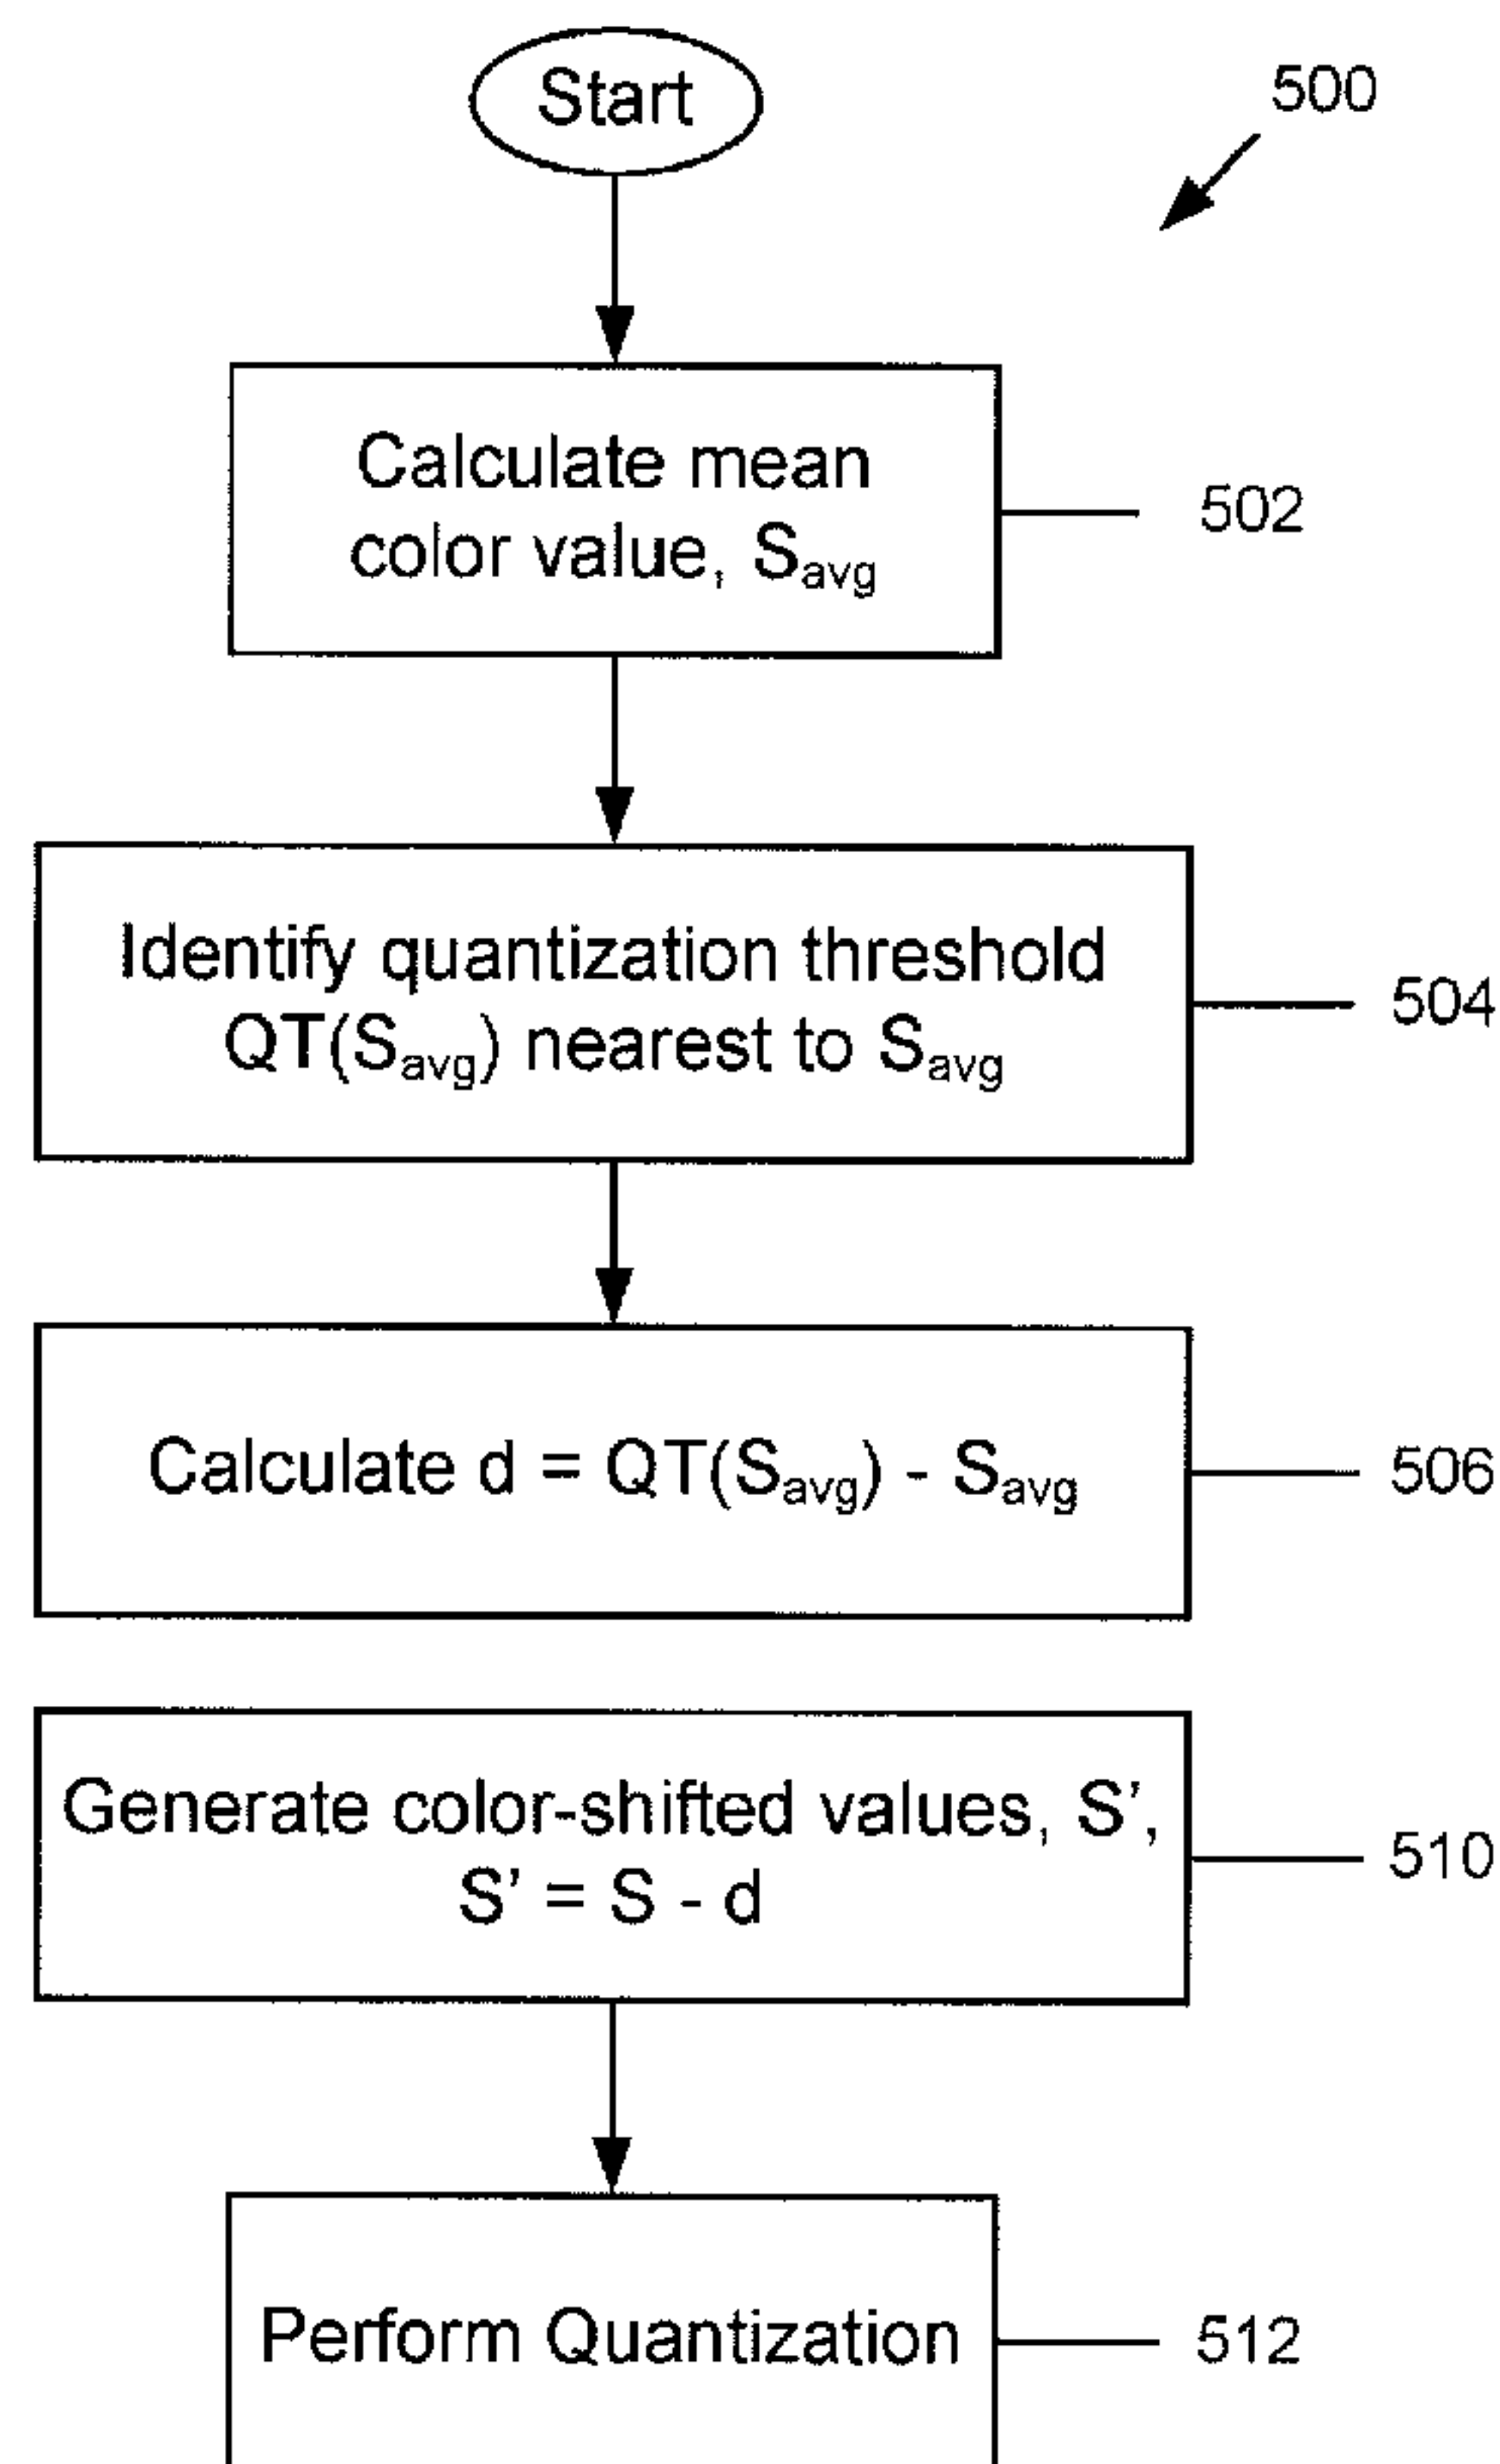 Start
500
Calculate mean
color value, Savg
502
Identify quantization threshold
QT(Savg) nearest to Savg
504
Calculate d = QT(Savg) - Savg
506
Generate color-shifted values, S',
S' = S - d
510
Perform Quantization
512